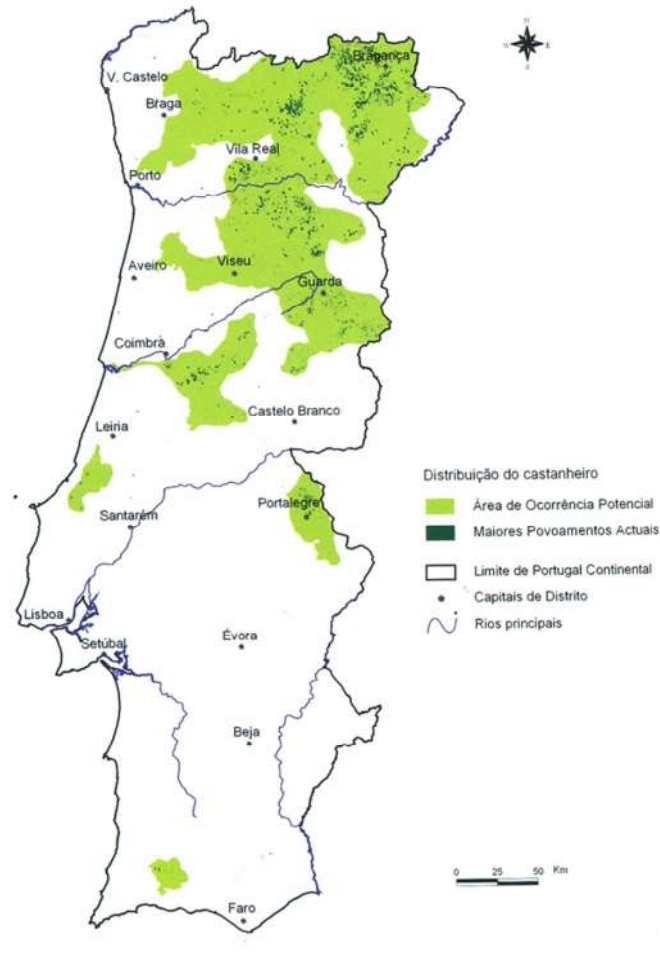 N
E
S
Bragança
V. Castelo
Braga
Vila Real
Porto
Aveiro
Viseu
Guarda
Coimbra
Castelo Branco
Leiria
Distribuição do castanheiro
Portalegre
Área de Ocorrência Potencial
Santarém
Maiores Povoamentos Actuais
Limite de Portugal Continental
Capitais de Distrito
Lisboa
Rios principais
Évora
Setúbal
Beja
0 25 50 Km
Faro